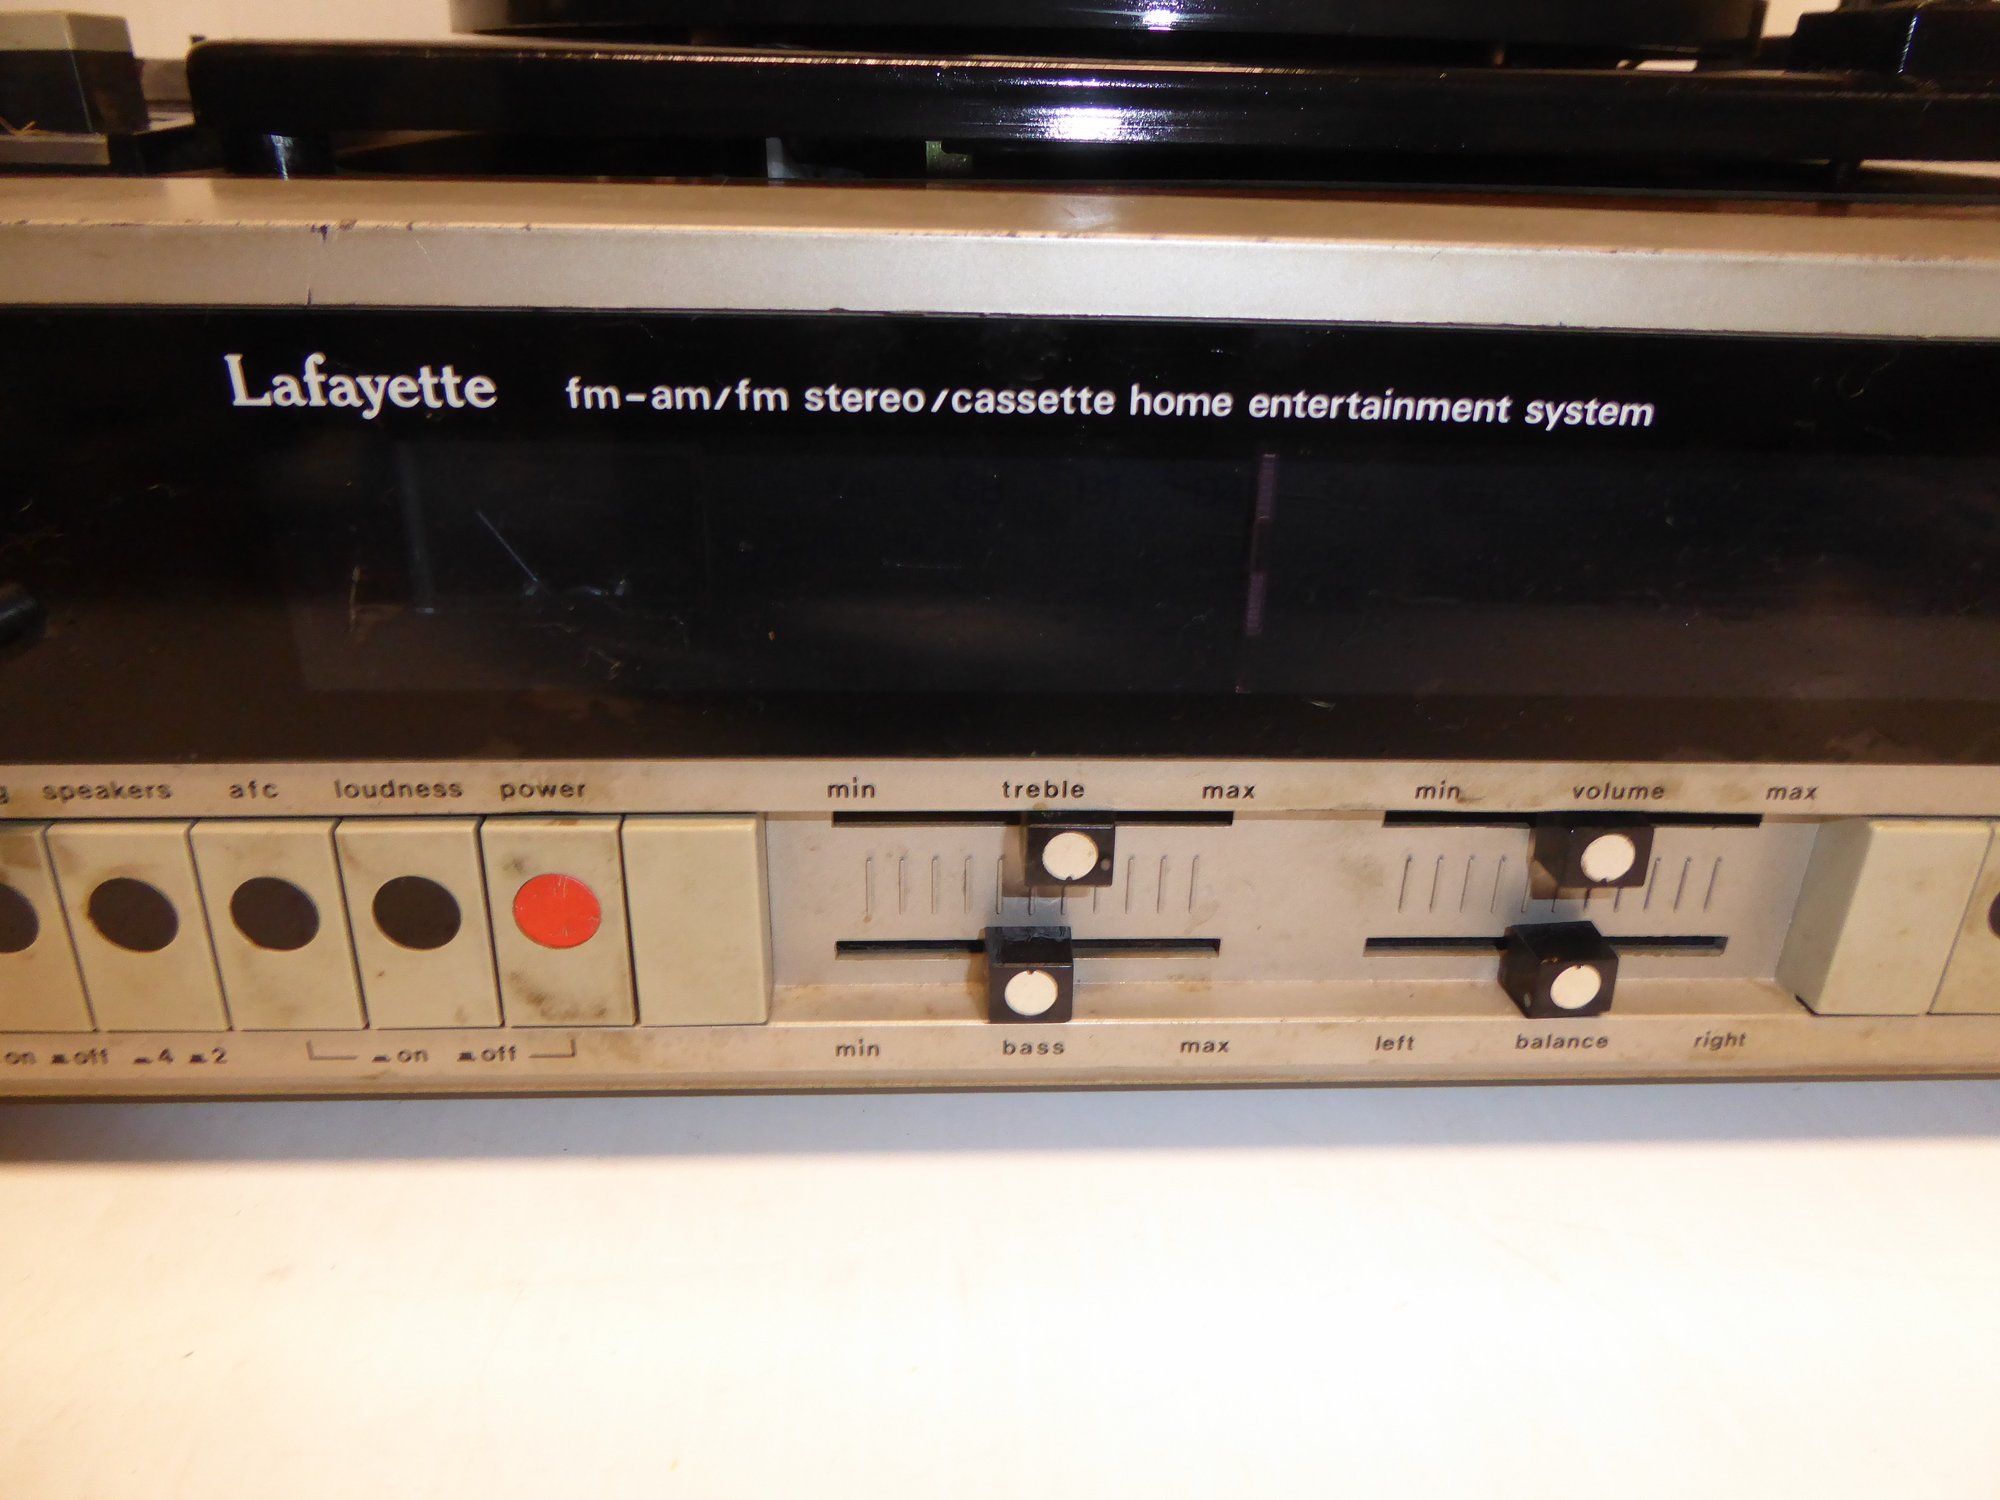 Lafayette fm-am/fm stereo/cassette home entertainment system
speakers afc loudness power min treble max min volume max
on off 4 2 on off min bass max left balance right